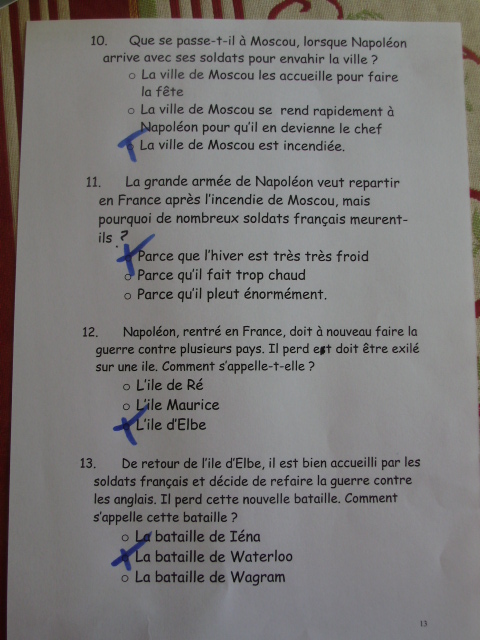 10. Que se passe-t-il à Moscou, lorsque Napoléon
arrive avec ses soldats pour envahir la ville ?
o La ville de Moscou les accueille pour faire
la fête
o La ville de Moscou se rend rapidement à
Napoléon pour qu'il en devienne le chef
o La ville de Moscou est incendiée.
11. La grande armée de Napoléon veut repartir
en France après l'incendie de Moscou, mais
pourquoi de nombreux soldats français meurent-
ils ?
o Parce que l'hiver est très très froid
o Parce qu'il fait trop chaud
o Parce qu'il pleut énormément.
12. Napoléon, rentré en France, doit à nouveau faire la
guerre contre plusieurs pays. Il perd et doit être exilé
sur une ile. Comment s'appelle-t-elle ?
o L'ile de Ré
o L'ile Maurice
o L'ile d'Elbe
13. De retour de l'ile d'Elbe, il est bien accueilli par les
soldats français et décide de refaire la guerre contre
les anglais. Il perd cette nouvelle bataille. Comment
s'appelle cette bataille ?
o La bataille de Iéna
o La bataille de Waterloo
o La bataille de Wagram
13